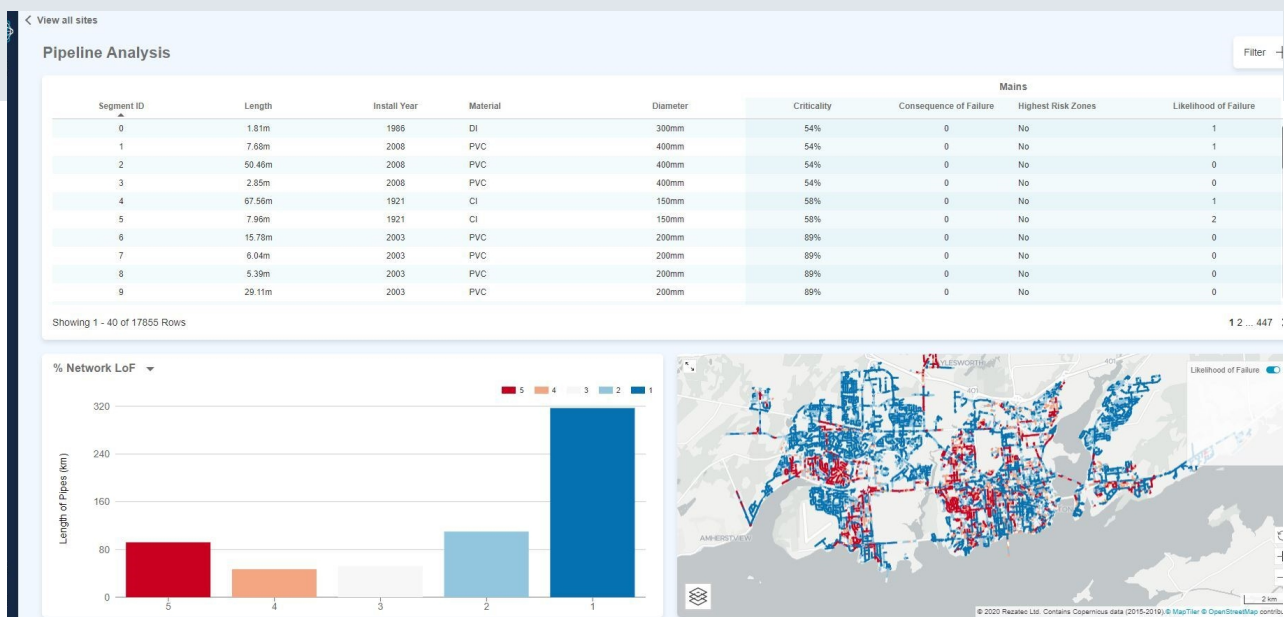 View all sites
Pipeline Analysis
Filter
Mains
Segment ID Length Install Year Material Diameter Criticality Consequence of Failure Highest Risk Zones Likelihood of Failure
0 1.81m 1986 DI 300mm 54% 0 No 1
1 7.68m 2008 PVC 400mm 54% 0 No 1
2 50.46m 2008 PVC 400mm 54% 0 No 0
3 2.85m 2008 PVC 400mm 54% 0 No 0
4 67.56m 1921 CI 150mm 58% 0 No 1
5 7.96m 1921 CI 150mm 58% 0 No 2
6 15.78m 2003 PVC 200mm 89% 0 No 0
7 6.04m 2003 PVC 200mm 89% 0 No 0
8 5.39m 2003 PVC 200mm 89% 0 No 0
9 29.11m 2003 PVC 200mm 89% 0 No 0
Showing 1 - 40 of 17855 Rows
1 2 ... 447
% Network LoF
5 4 3 2 1
320
240
160
80
0
Length of Pipes (km)
5 4 3 2 1
YLESWORTH
401
401
Likelihood of Failure
AMHERSTVIEW
2 km
© 2020 Rezatec Ltd. Contains Copernicus data (2015-2019).© MapTiler © OpenStreetMap contribu